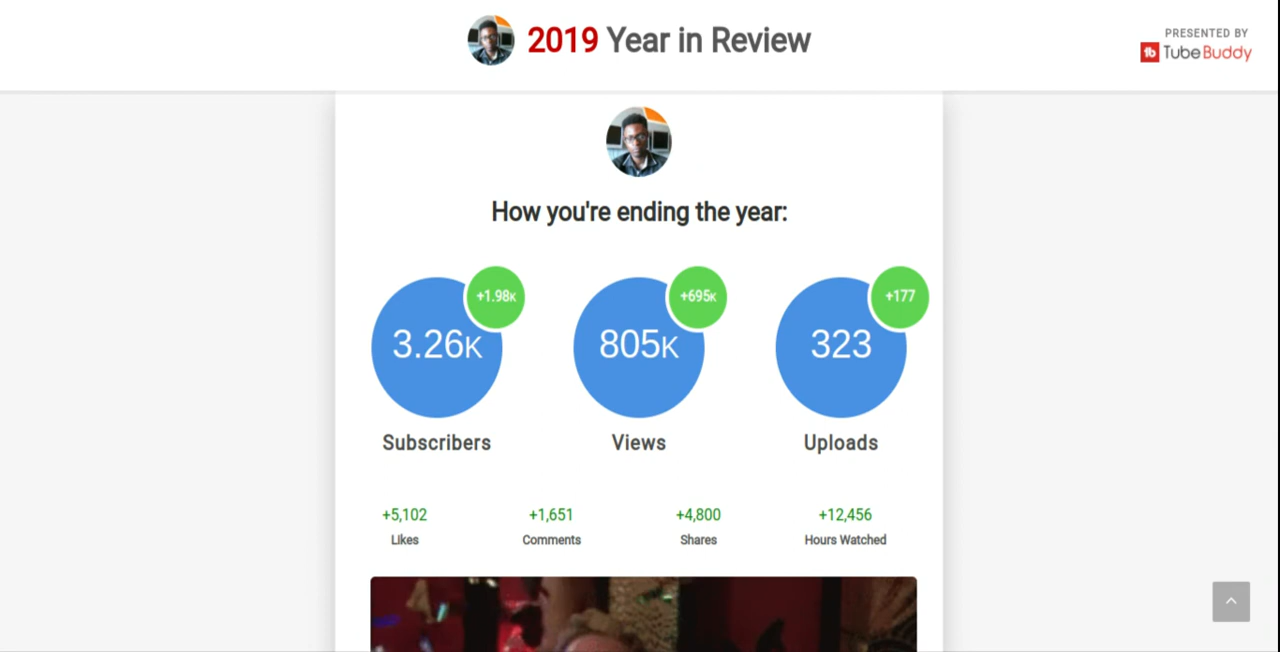 2019 Year in Review
PRESENTED BY
tb TubeBuddy
How you're ending the year:
+1.98K
+695K
+177
3.26K
805K
323
Subscribers
Views
Uploads
+5,102
+1,651
+4,800
+12,456
Likes
Comments
Shares
Hours Watched